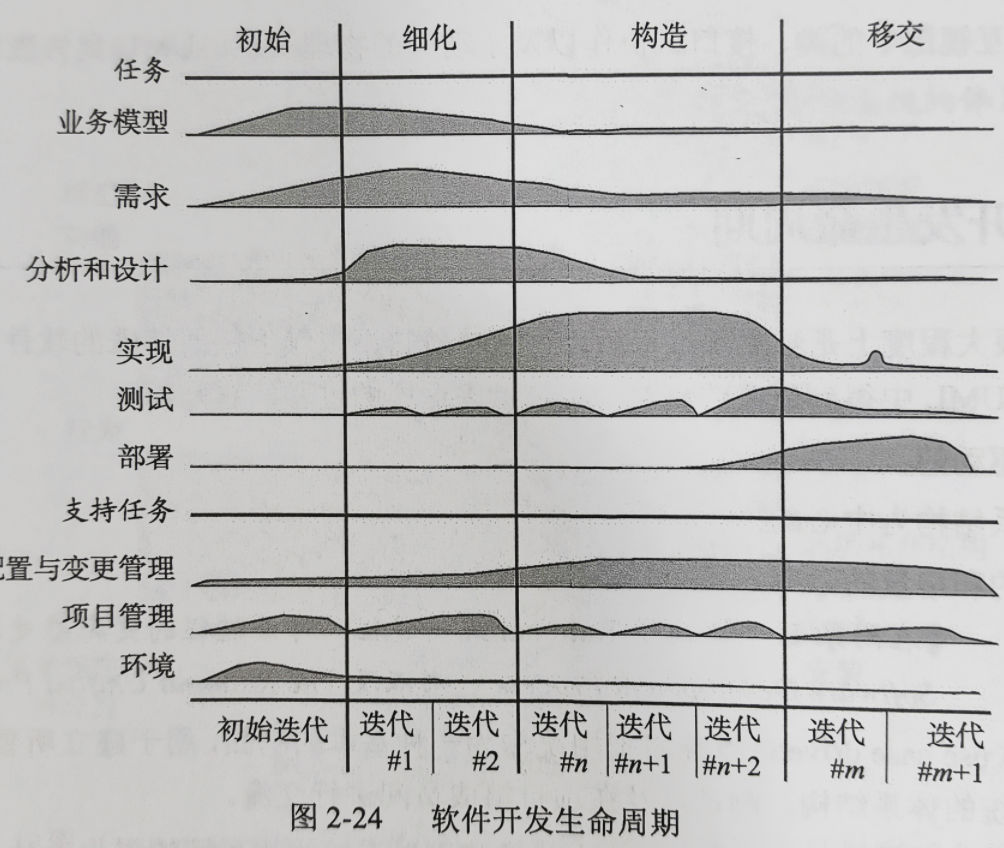 初始 细化 构造 移交
任务
业务模型
需求
分析和设计
实现
测试
部署
支持任务
置与变更管理
项目管理
环境
初始迭代 迭代 #1 迭代 #2 迭代 #n 迭代 #n+1 迭代 #n+2 迭代 #m 迭代 #m+1
图 2-24 软件开发生命周期